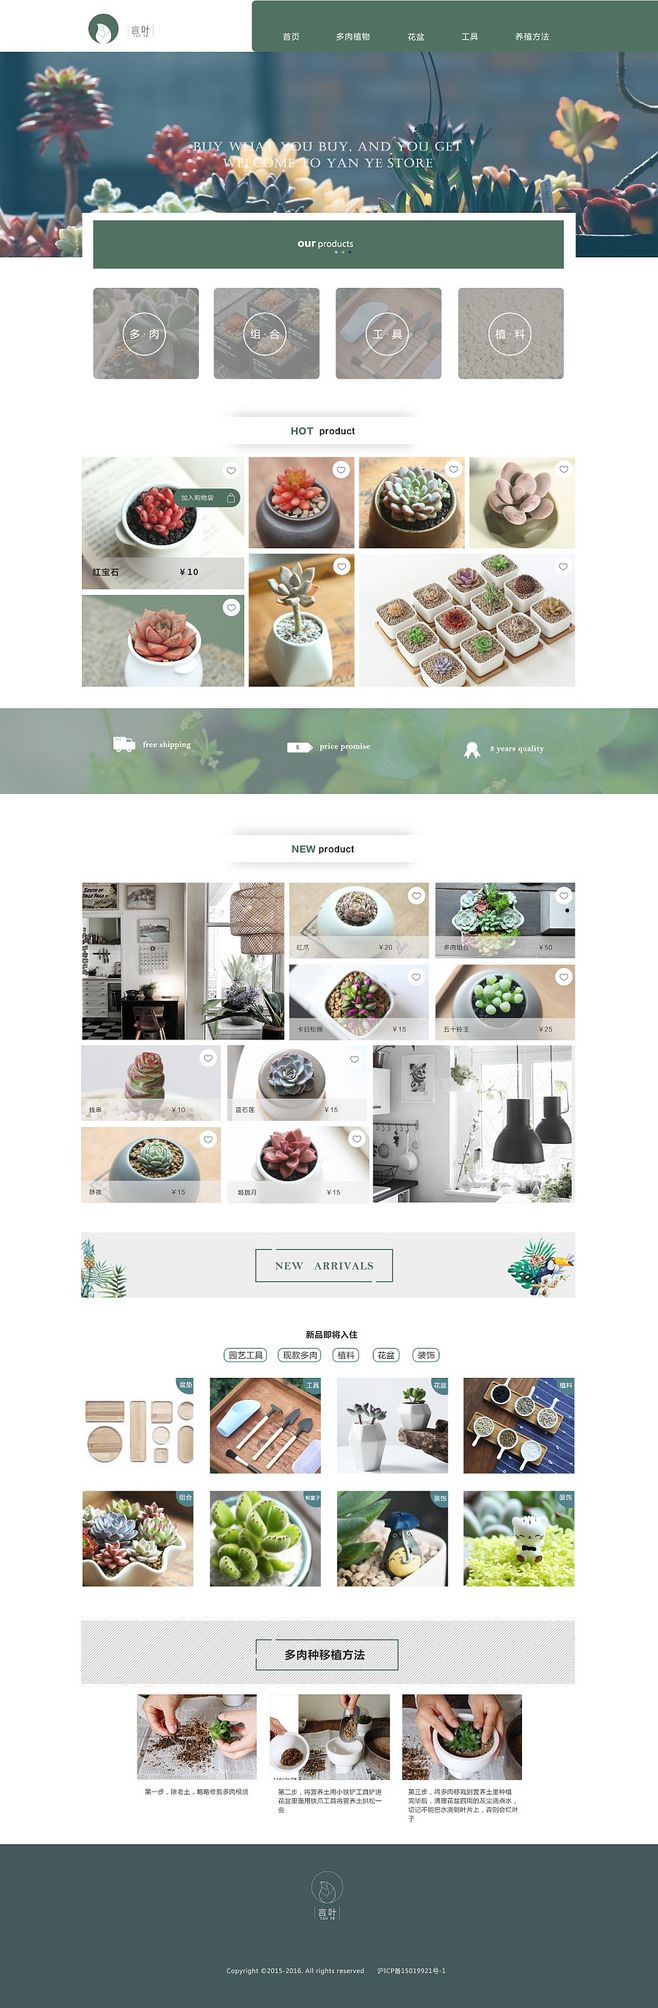 言叶
YAN YE
首页 多肉植物 花盆 工具 养殖方法
BUY WHAT YOU BUY, AND YOU GET
WELCOME TO YAN YE STORE
our products
多·肉 组·合 工·具 植·料
HOT product
加入购物袋
红宝石 ¥10
free shipping
price promise
3 years quality
NEW product
SOUTH OF
红爪 ¥20
多肉组合 ¥50
卡日松锦 ¥15
五十铃玉 ¥25
钱串 ¥10
蓝石莲 ¥15
静夜 ¥15
姬胧月 ¥15
NEW ARRIVALS
新品即将入住
园艺工具 现款多肉 植料 花盆 装饰
盆垫 工具 花盆 植料
组合 装饰 装饰
多肉种移植方法
第一步，除老土，略略修剪多肉根须
第二步，将营养土用小铁铲工具铲进
花盆里面用铁爪工具将营养土扒松一
些
第三步，将多肉移栽到营养土里种植
完毕后，清理花盆四周的灰尘浇点水，
切记不能把水浇到叶片上，否则会红叶
子
言叶
YAN YE
Copyright ©2015-2016. All rights reserved 沪ICP备15019921号-1